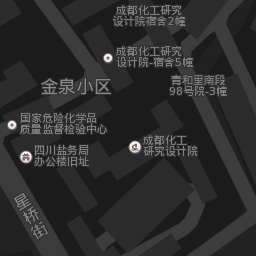 成都化工研究
设计院宿舍2幢
成都化工研究
设计院-宿舍5幢
青和里南段
98号院-3幢
金泉小区
国家危险化学品
质量监督检验中心
成都化工
研究设计院
四川盐务局
办公楼旧址
星桥街